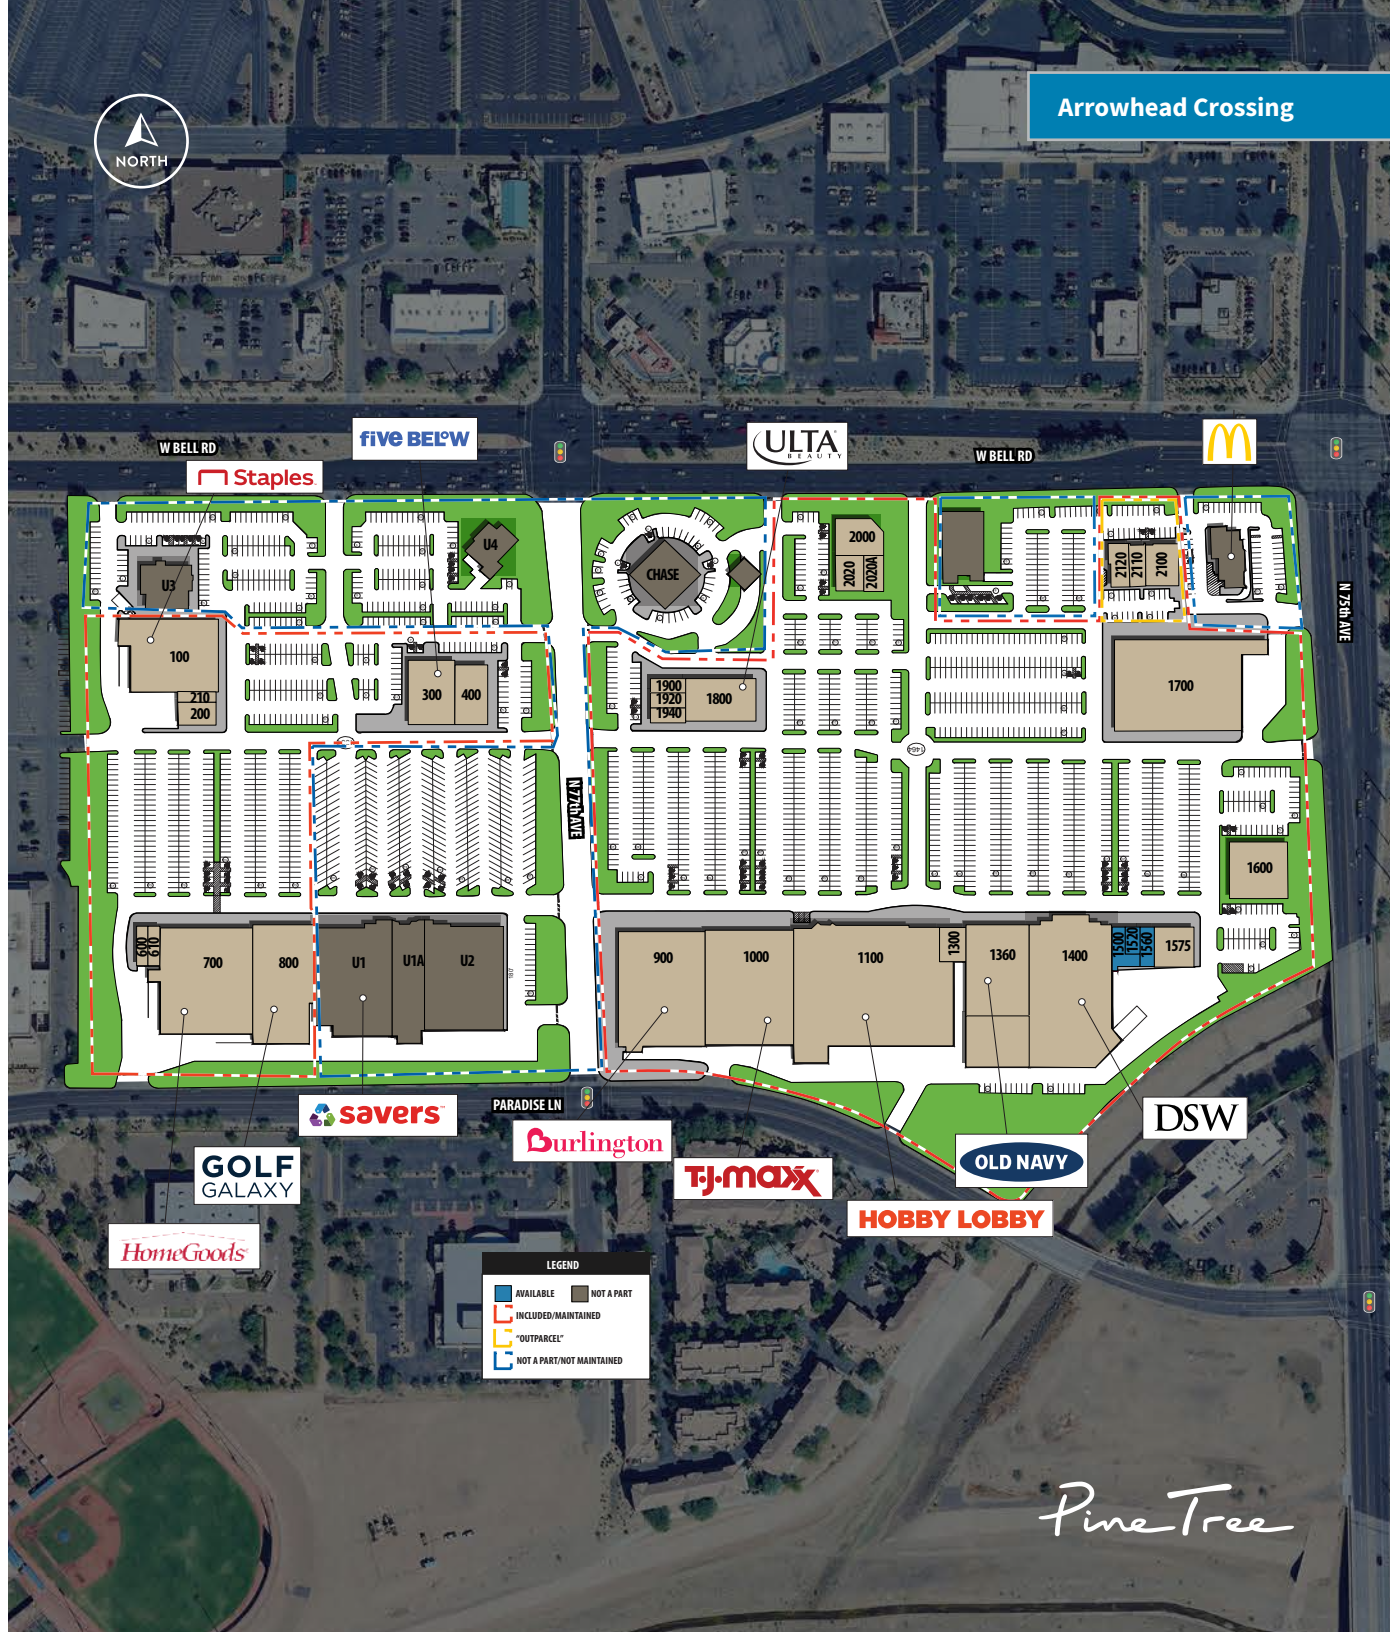 Arrowhead Crossing
NORTH
W BELL RD
five BELOW
ULTA
BEAUTY
W BELL RD
Staples
U4
U3
CHASE
2000
2020
2020A
2120
2110
2100
N 75th AVE
100
210
200
300
400
1900
1920
1940
1800
1700
1464
N 77th AVE
1600
600
610
700
800
U1
U1A
U2
900
1000
1100
1300
1360
1400
1500
1520
1560
1575
PARADISE LN
savers
Burlington
DSW
GOLF
GALAXY
T.J.maxx
OLD NAVY
HOBBY LOBBY
HomeGoods
LEGEND
AVAILABLE
NOT A PART
INCLUDED/MAINTAINED
"OUTPARCEL"
NOT A PART/NOT MAINTAINED
Pine Tree